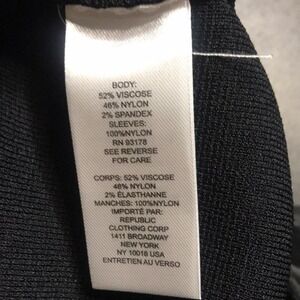 BODY:
52% VISCOSE
46% NYLON
2% SPANDEX
SLEEVES:
100%NYLON
RN 93178
SEE REVERSE
FOR CARE
CORPS: 52% VISCOSE
46% NYLON
2% ÉLASTHANNE
MANCHES: 100%NYLON
IMPORTÉ PAR:
REPUBLIC
CLOTHING CORP
1411 BROADWAY
NEW YORK
NY 10018 USA
ENTRETIEN AU VERSO